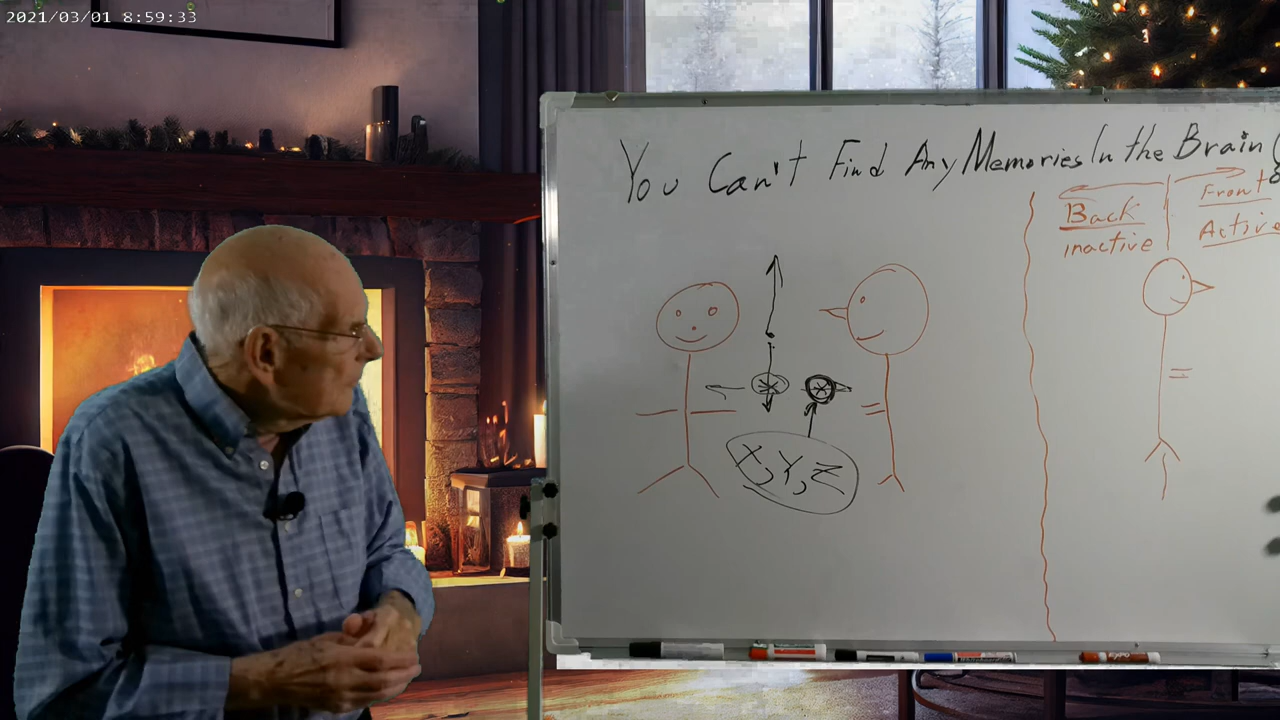 2021/03/01 8:59:33
You Can't Find Any Memories In the Brain (
Back
inactive
Front
Active
X, Y, Z